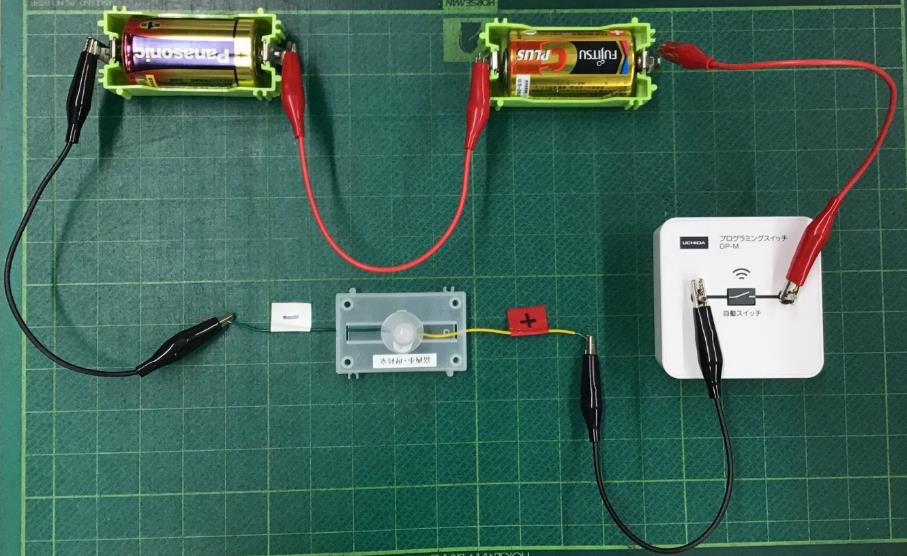 Panasonic
FUJITSU
C PLUS
UCHIDA
プログラミングスイッチ
DP-M
自動スイッチ
+
-